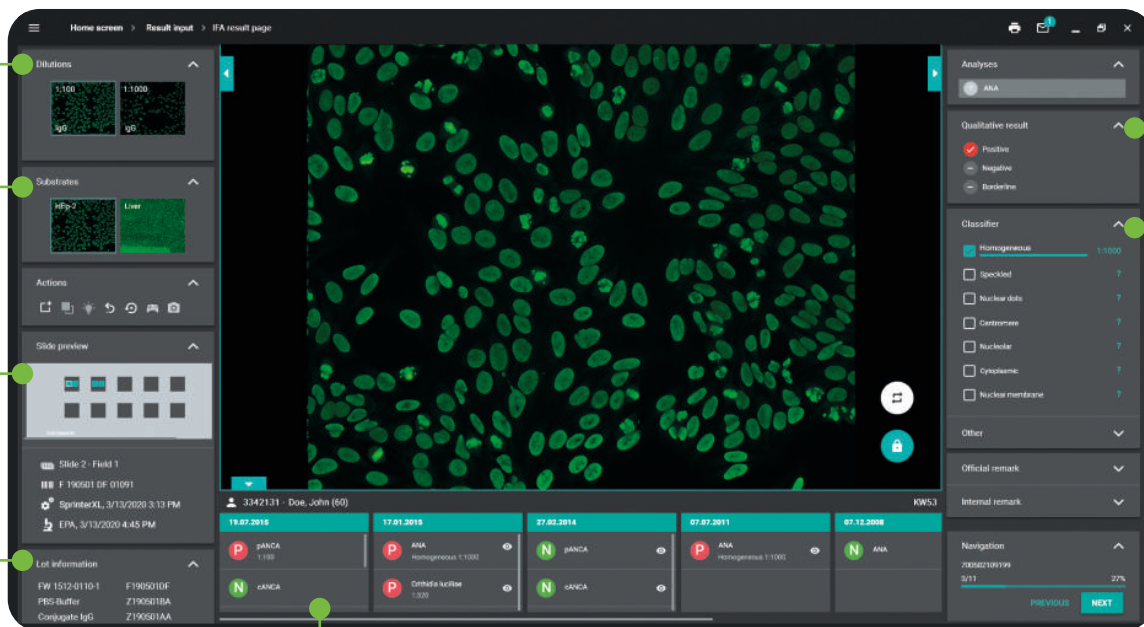 Home screen > Result input > IFA result page
1
Dilutions
1:100
IgG
1:1000
IgG
Substrates
HEp-2
Liver
Actions
Slide preview
Slide 2 - Field 1
F 190501 DF 01091
SprinterXL, 3/13/2020 3:13 PM
EPA, 3/13/2020 4:45 PM
Lot information
FW 1512-0110-1 F190501DF
PBS-Buffer Z190501BA
Conjugate IgG Z190501AA
3342131 - Doe, John (60)
KW53
19.07.2015
P pANCA
1:100
N cANCA
17.01.2015
P ANA
Homogeneous 1:1000
P Crithidia luciliae
1:320
27.02.2014
N pANCA
N cANCA
07.07.2011
P ANA
Homogeneous 1:1000
07.12.2008
N ANA
Analyses
ANA
Qualitative result
Positive
Negative
Borderline
Classifier
Homogeneous 1:1000
Speckled ?
Nuclear dots ?
Centromere ?
Nucleolar ?
Cytoplasmic ?
Nuclear membrane ?
Other
Official remark
Internal remark
Navigation
700502109199
3/11 27%
PREVIOUS NEXT